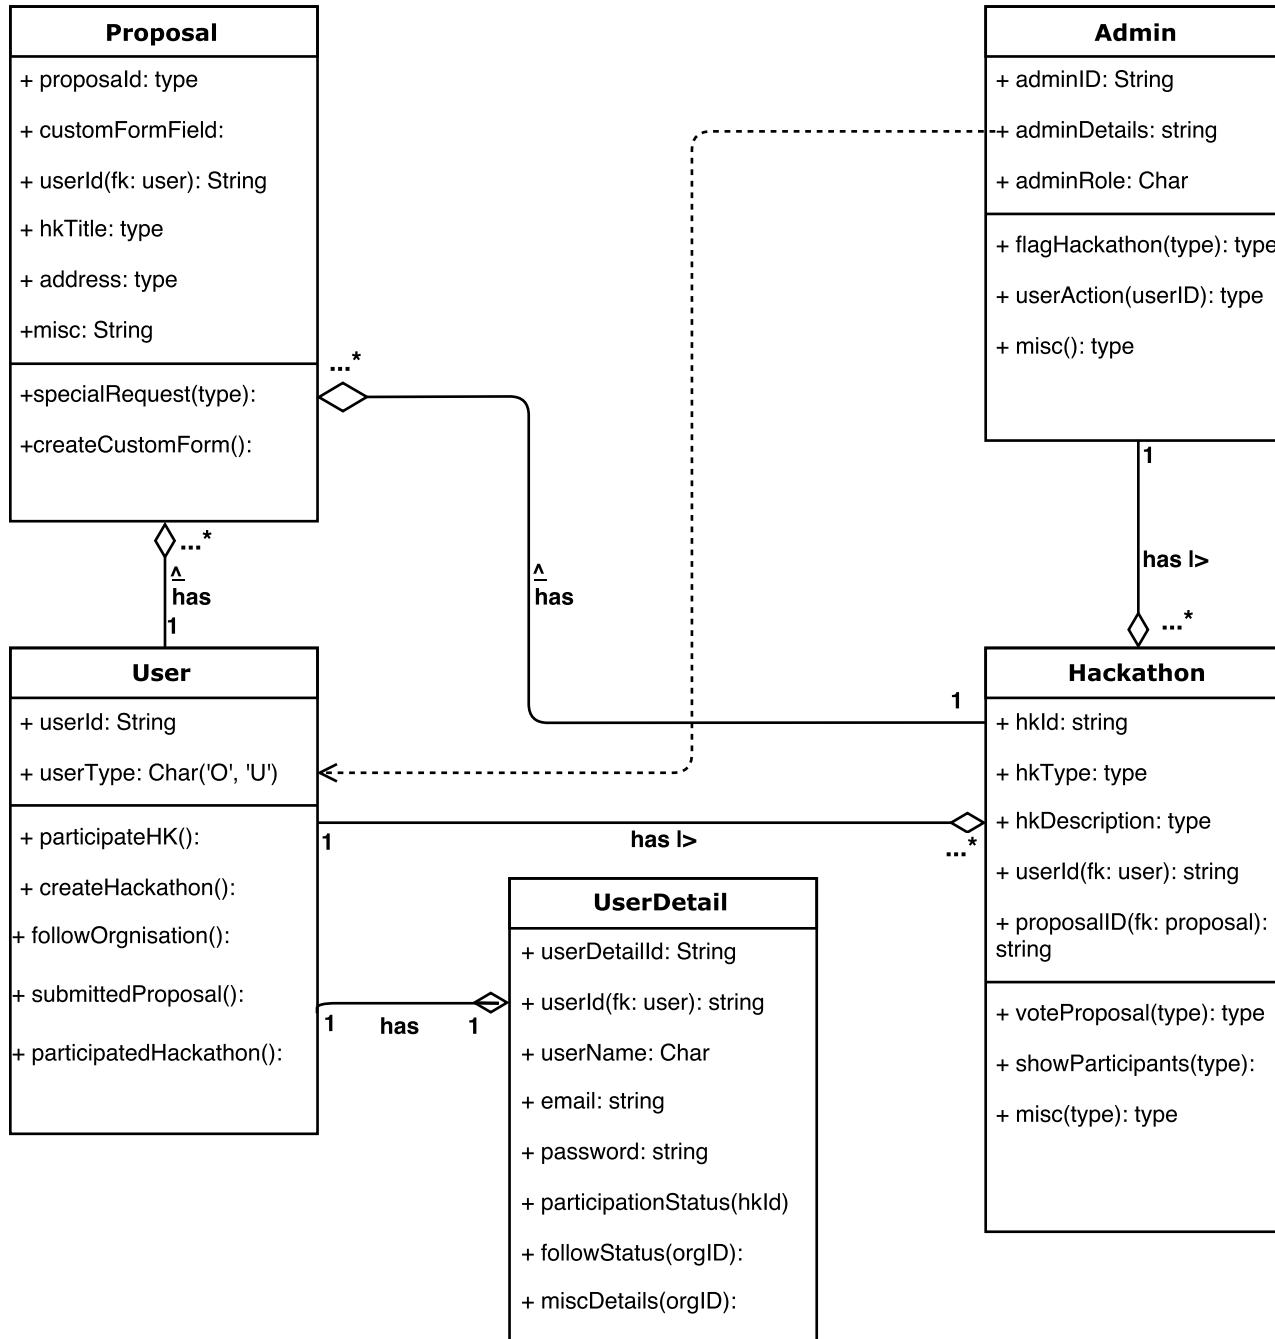 Proposal
+ proposald: type
+ customFormField:
+ userId(fk: user): String
+ hkTitle: type
+ address: type
+misc: String
+specialRequest(type):
+createCustomForm():
...*
...*
^
has
1
^
has
1
Admin
+ adminID: String
+ adminDetails: string
+ adminRole: Char
+ flagHackathon(type): type
+ userAction(userID): type
+ misc(): type
1
has |>
...*
User
+ userId: String
+ userType: Char('O', 'U')
+ participateHK():
+ createHackathon():
+ followOrgnisation():
+ submittedProposal():
+ participatedHackathon():
1
has |>
...*
1
has
1
UserDetail
+ userDetailId: String
+ userId(fk: user): string
+ userName: Char
+ email: string
+ password: string
+ participationStatus(hkId)
+ followStatus(orgID):
+ miscDetails(orgID):
Hackathon
+ hkId: string
+ hkType: type
+ hkDescription: type
+ userId(fk: user): string
+ proposalID(fk: proposal):
string
+ voteProposal(type): type
+ showParticipants(type):
+ misc(type): type